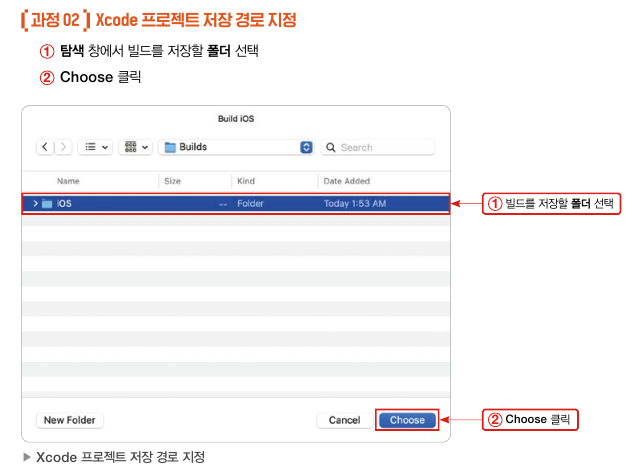 [과정 02] Xcode 프로젝트 저장 경로 지정
① 탐색 창에서 빌드를 저장할 폴더 선택
② Choose 클릭
Build iOS
Builds
Search
Name Size Kind Date Added
iOS -- Folder Today 1:53 AM
① 빌드를 저장할 폴더 선택
New Folder Cancel Choose
② Choose 클릭
▶ Xcode 프로젝트 저장 경로 지정